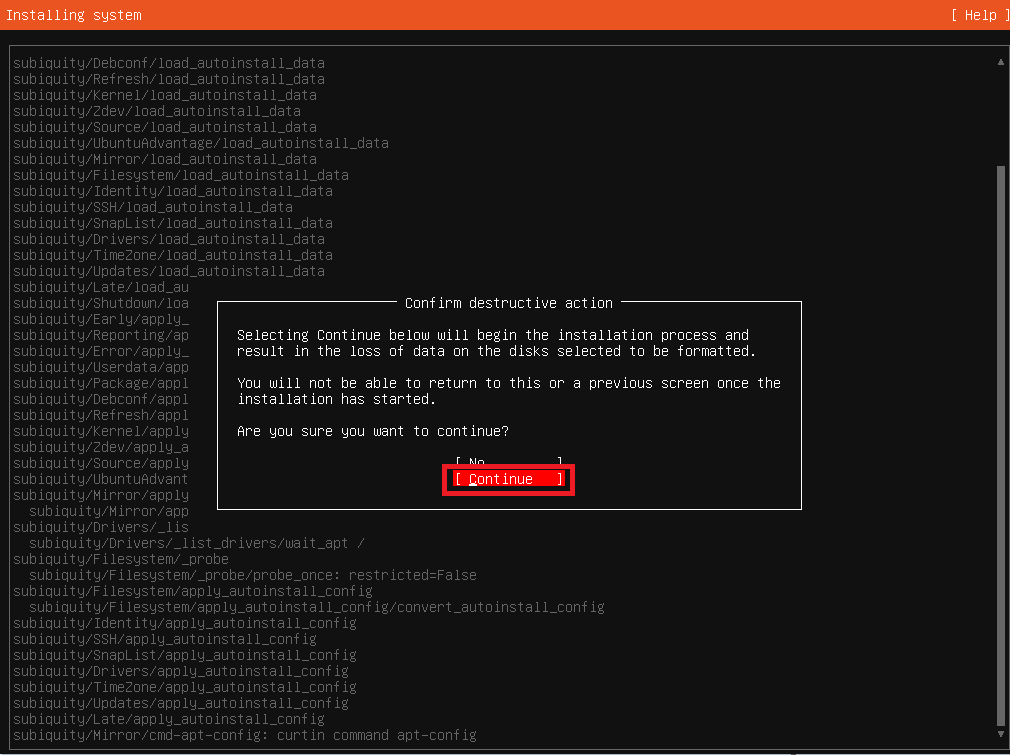 Installing system [ Help ]
subiquity/Debconf/load_autoinstall_data
subiquity/Refresh/load_autoinstall_data
subiquity/Kernel/load_autoinstall_data
subiquity/Zdev/load_autoinstall_data
subiquity/Source/load_autoinstall_data
subiquity/UbuntuAdvantage/load_autoinstall_data
subiquity/Mirror/load_autoinstall_data
subiquity/Filesystem/load_autoinstall_data
subiquity/Identity/load_autoinstall_data
subiquity/SSH/load_autoinstall_data
subiquity/SnapList/load_autoinstall_data
subiquity/Drivers/load_autoinstall_data
subiquity/TimeZone/load_autoinstall_data
subiquity/Updates/load_autoinstall_data
subiquity/Late/load_au
subiquity/Shutdown/loa
subiquity/Early/apply_
subiquity/Reporting/ap
subiquity/Error/apply_
subiquity/Userdata/app
subiquity/Package/appl
subiquity/Debconf/appl
subiquity/Refresh/appl
subiquity/Kernel/apply
subiquity/Zdev/apply_a
subiquity/Source/apply
subiquity/UbuntuAdvant
subiquity/Mirror/apply
subiquity/Mirror/app
subiquity/Drivers/_lis
subiquity/Drivers/_list_drivers/wait_apt /
subiquity/Filesystem/_probe
subiquity/Filesystem/_probe/probe_once: restricted=False
subiquity/Filesystem/apply_autoinstall_config
subiquity/Filesystem/apply_autoinstall_config/convert_autoinstall_config
subiquity/Identity/apply_autoinstall_config
subiquity/SSH/apply_autoinstall_config
subiquity/SnapList/apply_autoinstall_config
subiquity/Drivers/apply_autoinstall_config
subiquity/TimeZone/apply_autoinstall_config
subiquity/Updates/apply_autoinstall_config
subiquity/Late/apply_autoinstall_config
subiquity/Mirror/cmd-apt-config: curtin command apt-config
Confirm destructive action
Selecting Continue below will begin the installation process and
result in the loss of data on the disks selected to be formatted.
You will not be able to return to this or a previous screen once the
installation has started.
Are you sure you want to continue?
[ No ]
[ Continue ]